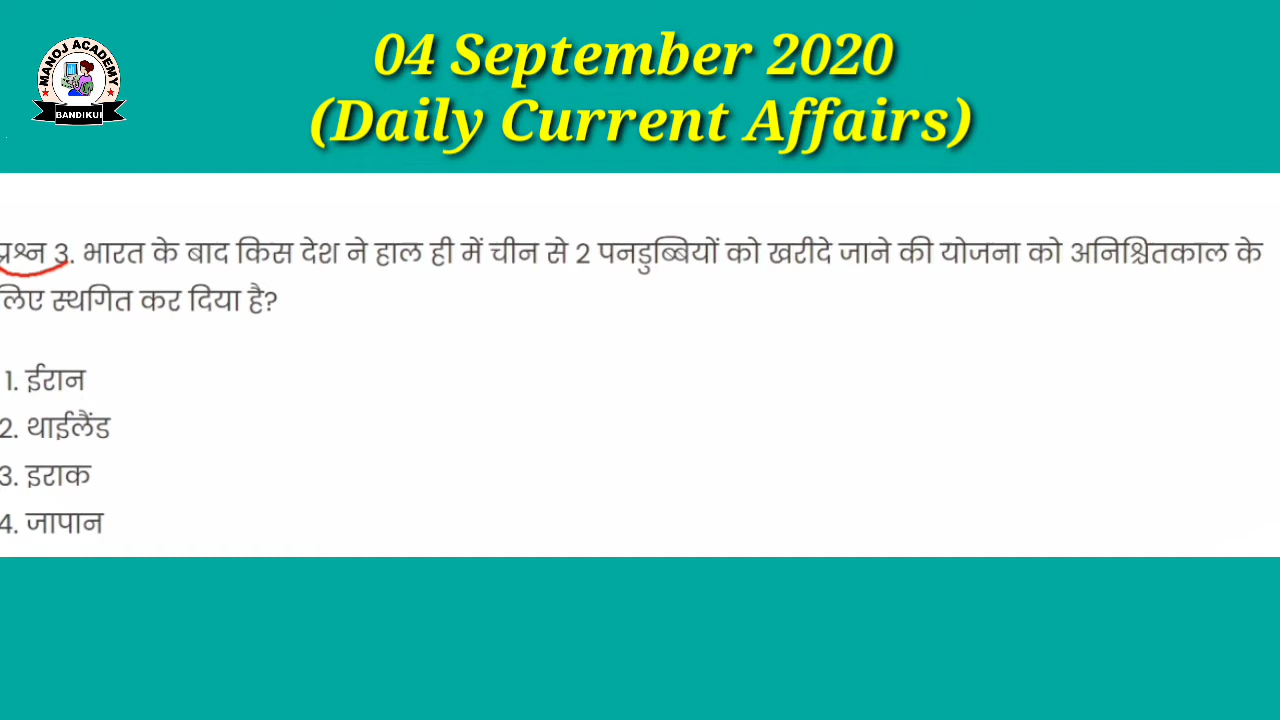 MANOJ ACADEMY
BANDIKUI
04 September 2020
(Daily Current Affairs)
प्रश्न 3. भारत के बाद किस देश ने हाल ही में चीन से 2 पनडुब्बियों को खरीदे जाने की योजना को अनिश्चितकाल के
लिए स्थगित कर दिया है?
1. ईरान
2. थाईलैंड
3. इराक
4. जापान